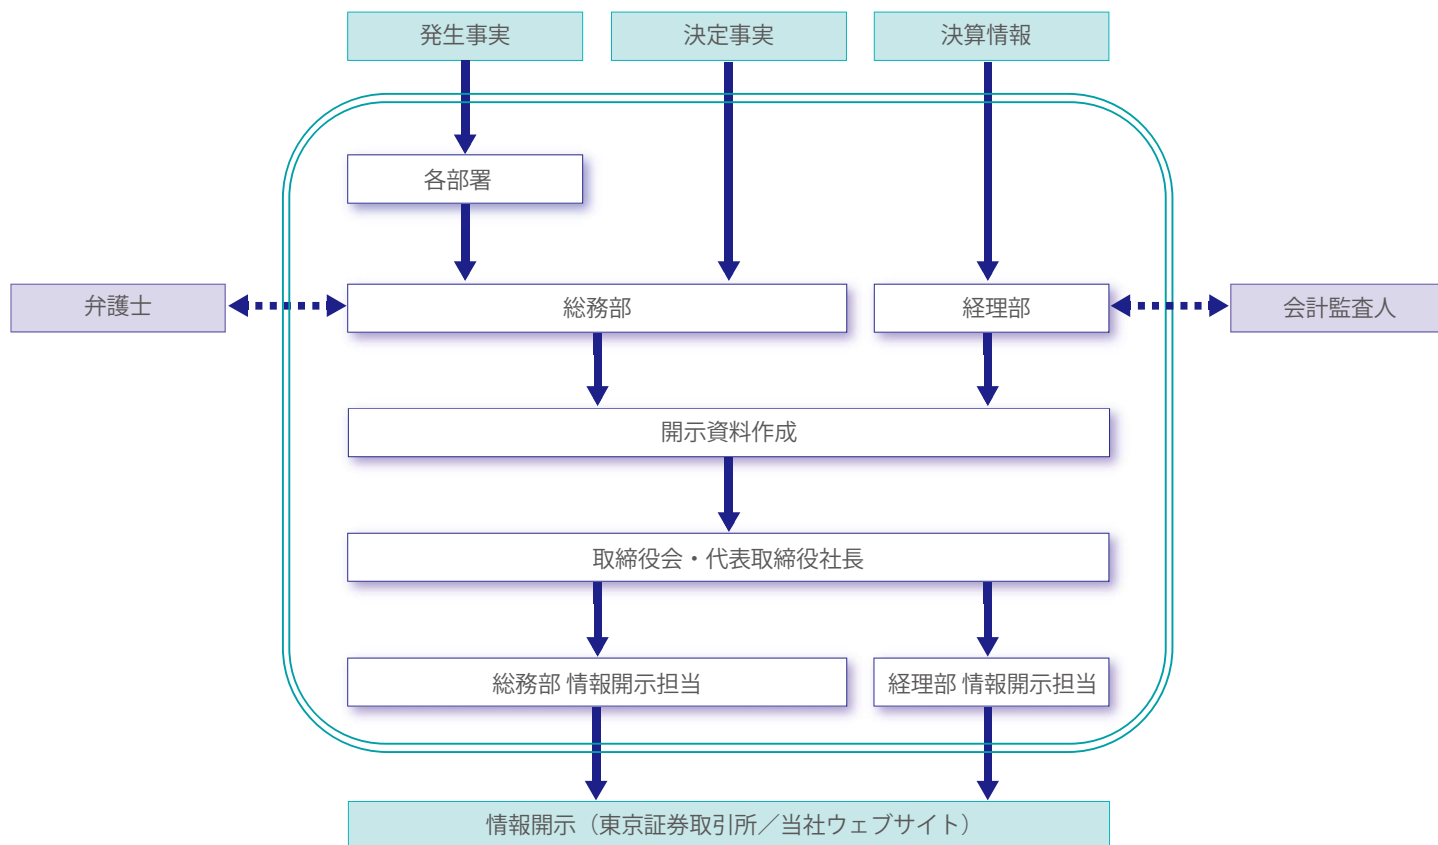 発生事実
決定事実
決算情報
各部署
弁護士
総務部
経理部
会計監査人
開示資料作成
取締役会・代表取締役社長
総務部 情報開示担当
経理部 情報開示担当
情報開示（東京証券取引所／当社ウェブサイト）